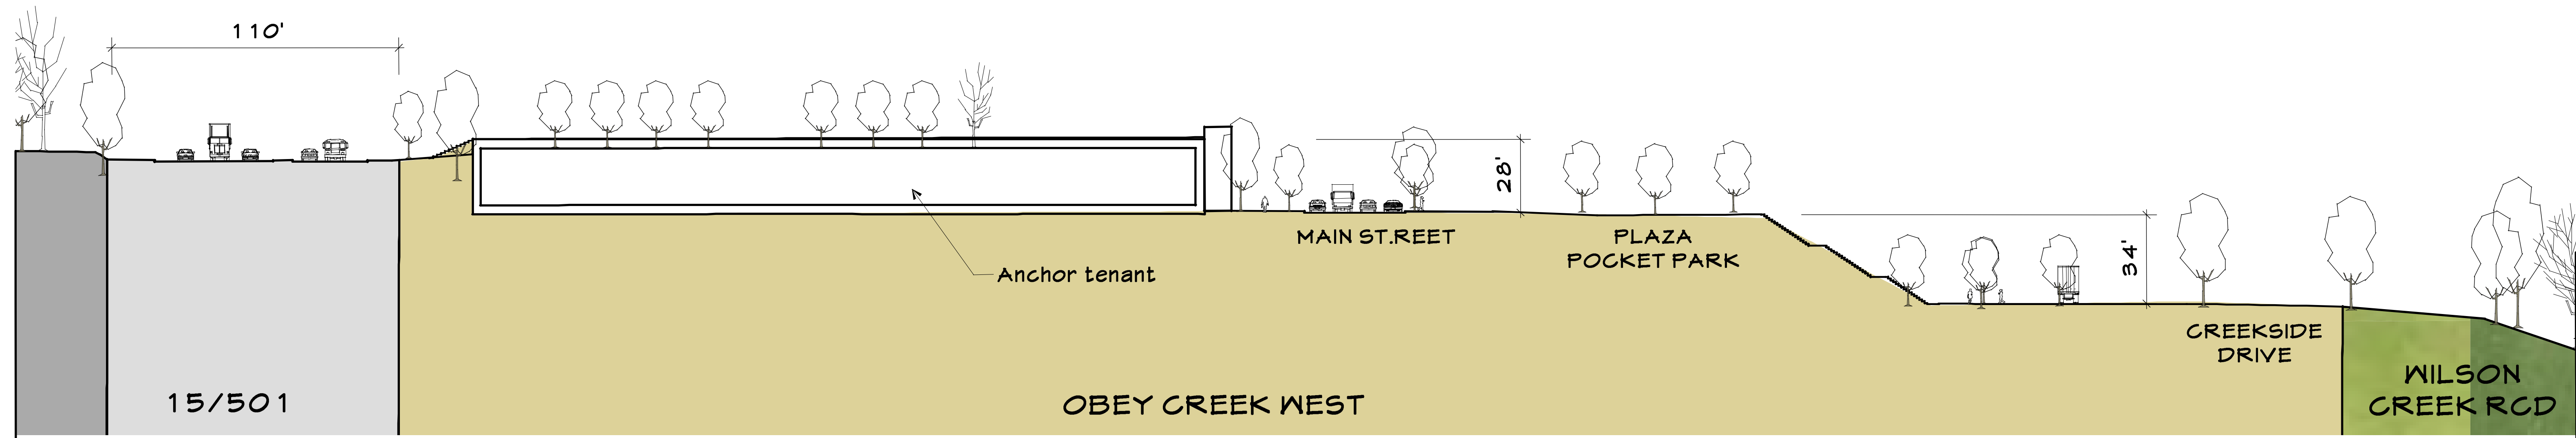 110'
28'
MAIN ST.REET
PLAZA
POCKET PARK
34'
Anchor tenant
CREEKSIDE
DRIVE
15/501
OBEY CREEK WEST
WILSON
CREEK RCD